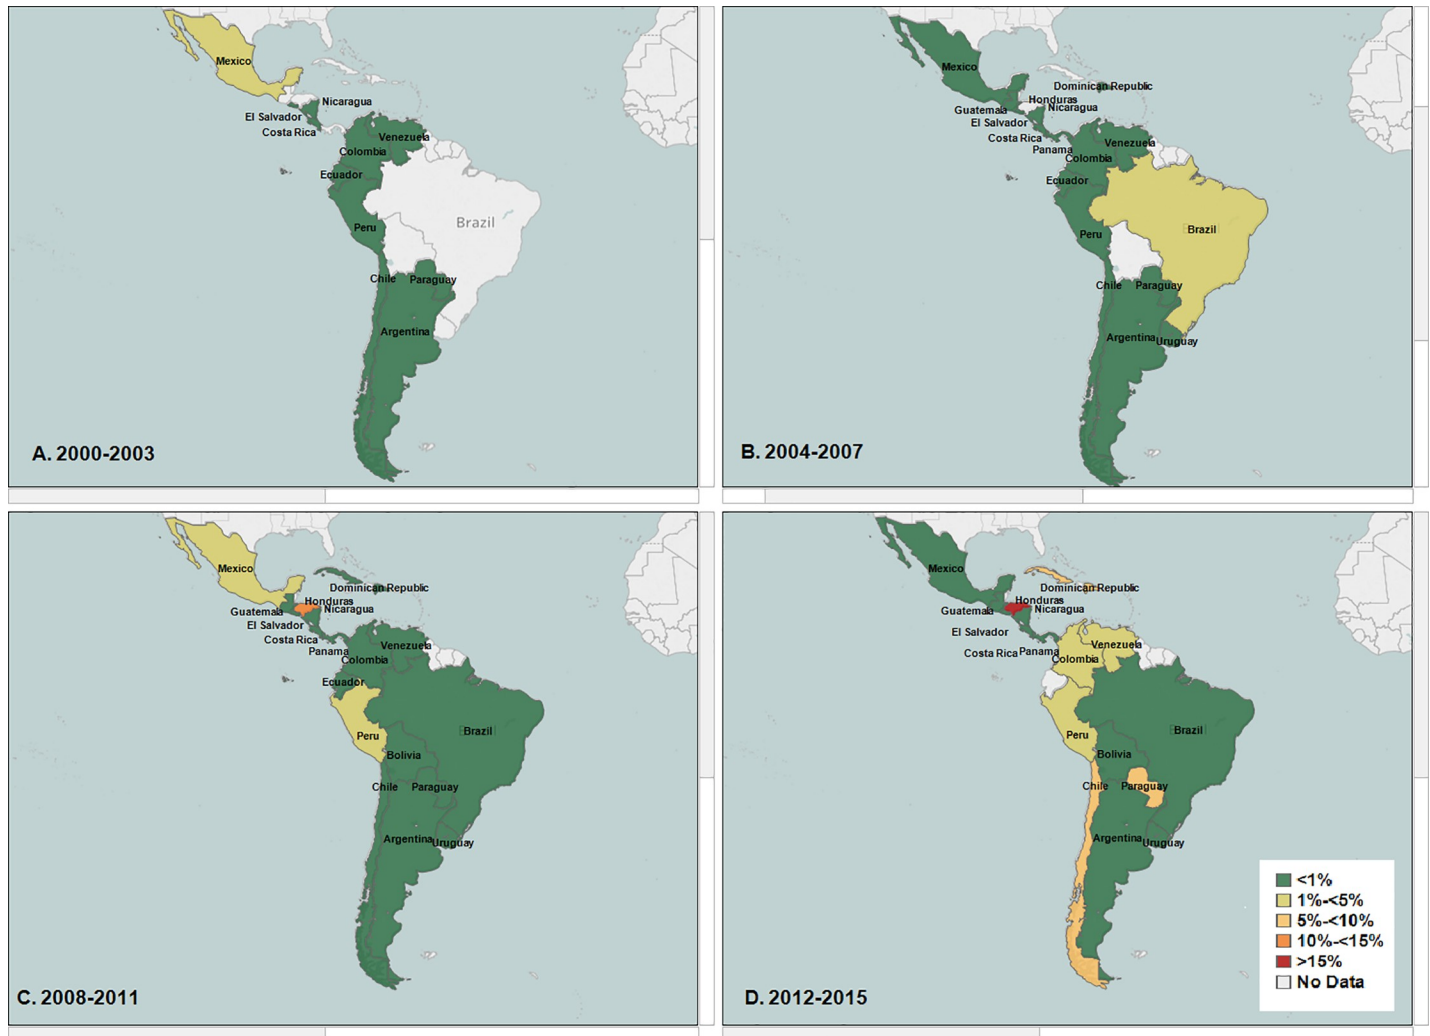 Mexico
Nicaragua
El Salvador
Costa Rica
Venezuela
Colombia
Ecuador
Brazil
Peru
Chile
Paraguay
Argentina
A. 2000-2003
Mexico
Dominican Republic
Honduras
Guatemala
Nicaragua
El Salvador
Costa Rica
Panama
Venezuela
Colombia
Ecuador
Brazil
Peru
Chile
Paraguay
Argentina
Uruguay
B. 2004-2007
Mexico
Dominican Republic
Honduras
Guatemala
Nicaragua
El Salvador
Costa Rica
Panama
Venezuela
Colombia
Ecuador
Brazil
Peru
Bolivia
Chile
Paraguay
Argentina
Uruguay
C. 2008-2011
Mexico
Dominican Republic
Honduras
Guatemala
Nicaragua
El Salvador
Costa Rica
Panama
Venezuela
Colombia
Brazil
Peru
Bolivia
Chile
Paraguay
Argentina
Uruguay
D. 2012-2015
<1%
1%-<5%
5%-<10%
10%-<15%
>15%
No Data